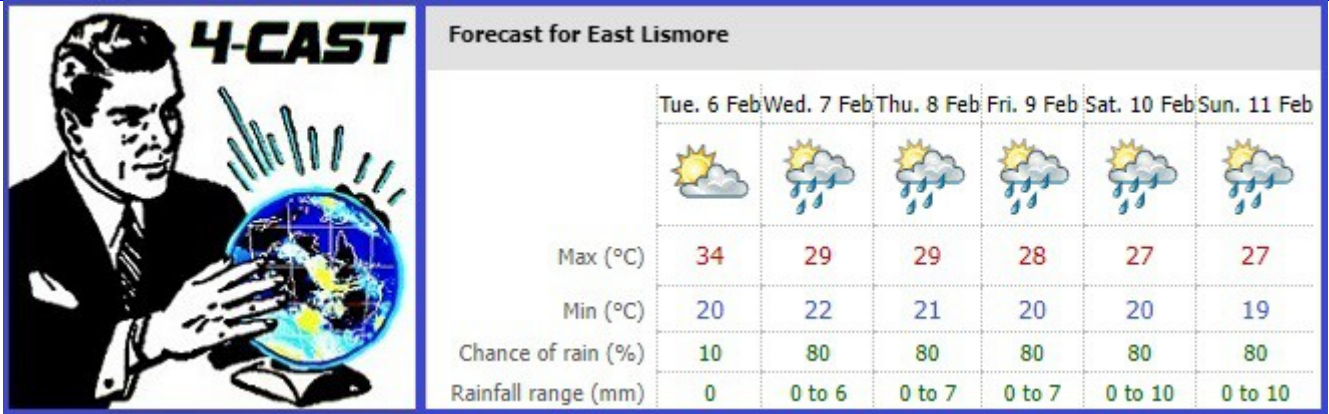 4-CAST
Forecast for East Lismore
Tue. 6 Feb Wed. 7 Feb Thu. 8 Feb Fri. 9 Feb Sat. 10 Feb Sun. 11 Feb
Max (°C) 34 29 29 28 27 27
Min (°C) 20 22 21 20 20 19
Chance of rain (%) 10 80 80 80 80 80
Rainfall range (mm) 0 0 to 6 0 to 7 0 to 7 0 to 10 0 to 10